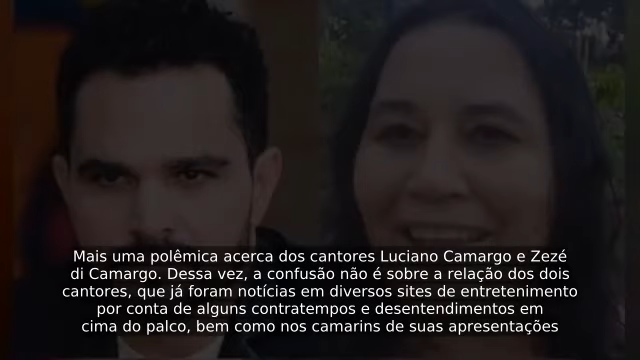 Mais uma polêmica acerca dos cantores Luciano Camargo e Zezé
di Camargo. Dessa vez, a confusão não é sobre a relação dos dois
cantores, que já foram notícias em diversos sites de entretenimento
por conta de alguns contratempos e desentendimentos em
cima do palco, bem como nos camarins de suas apresentações